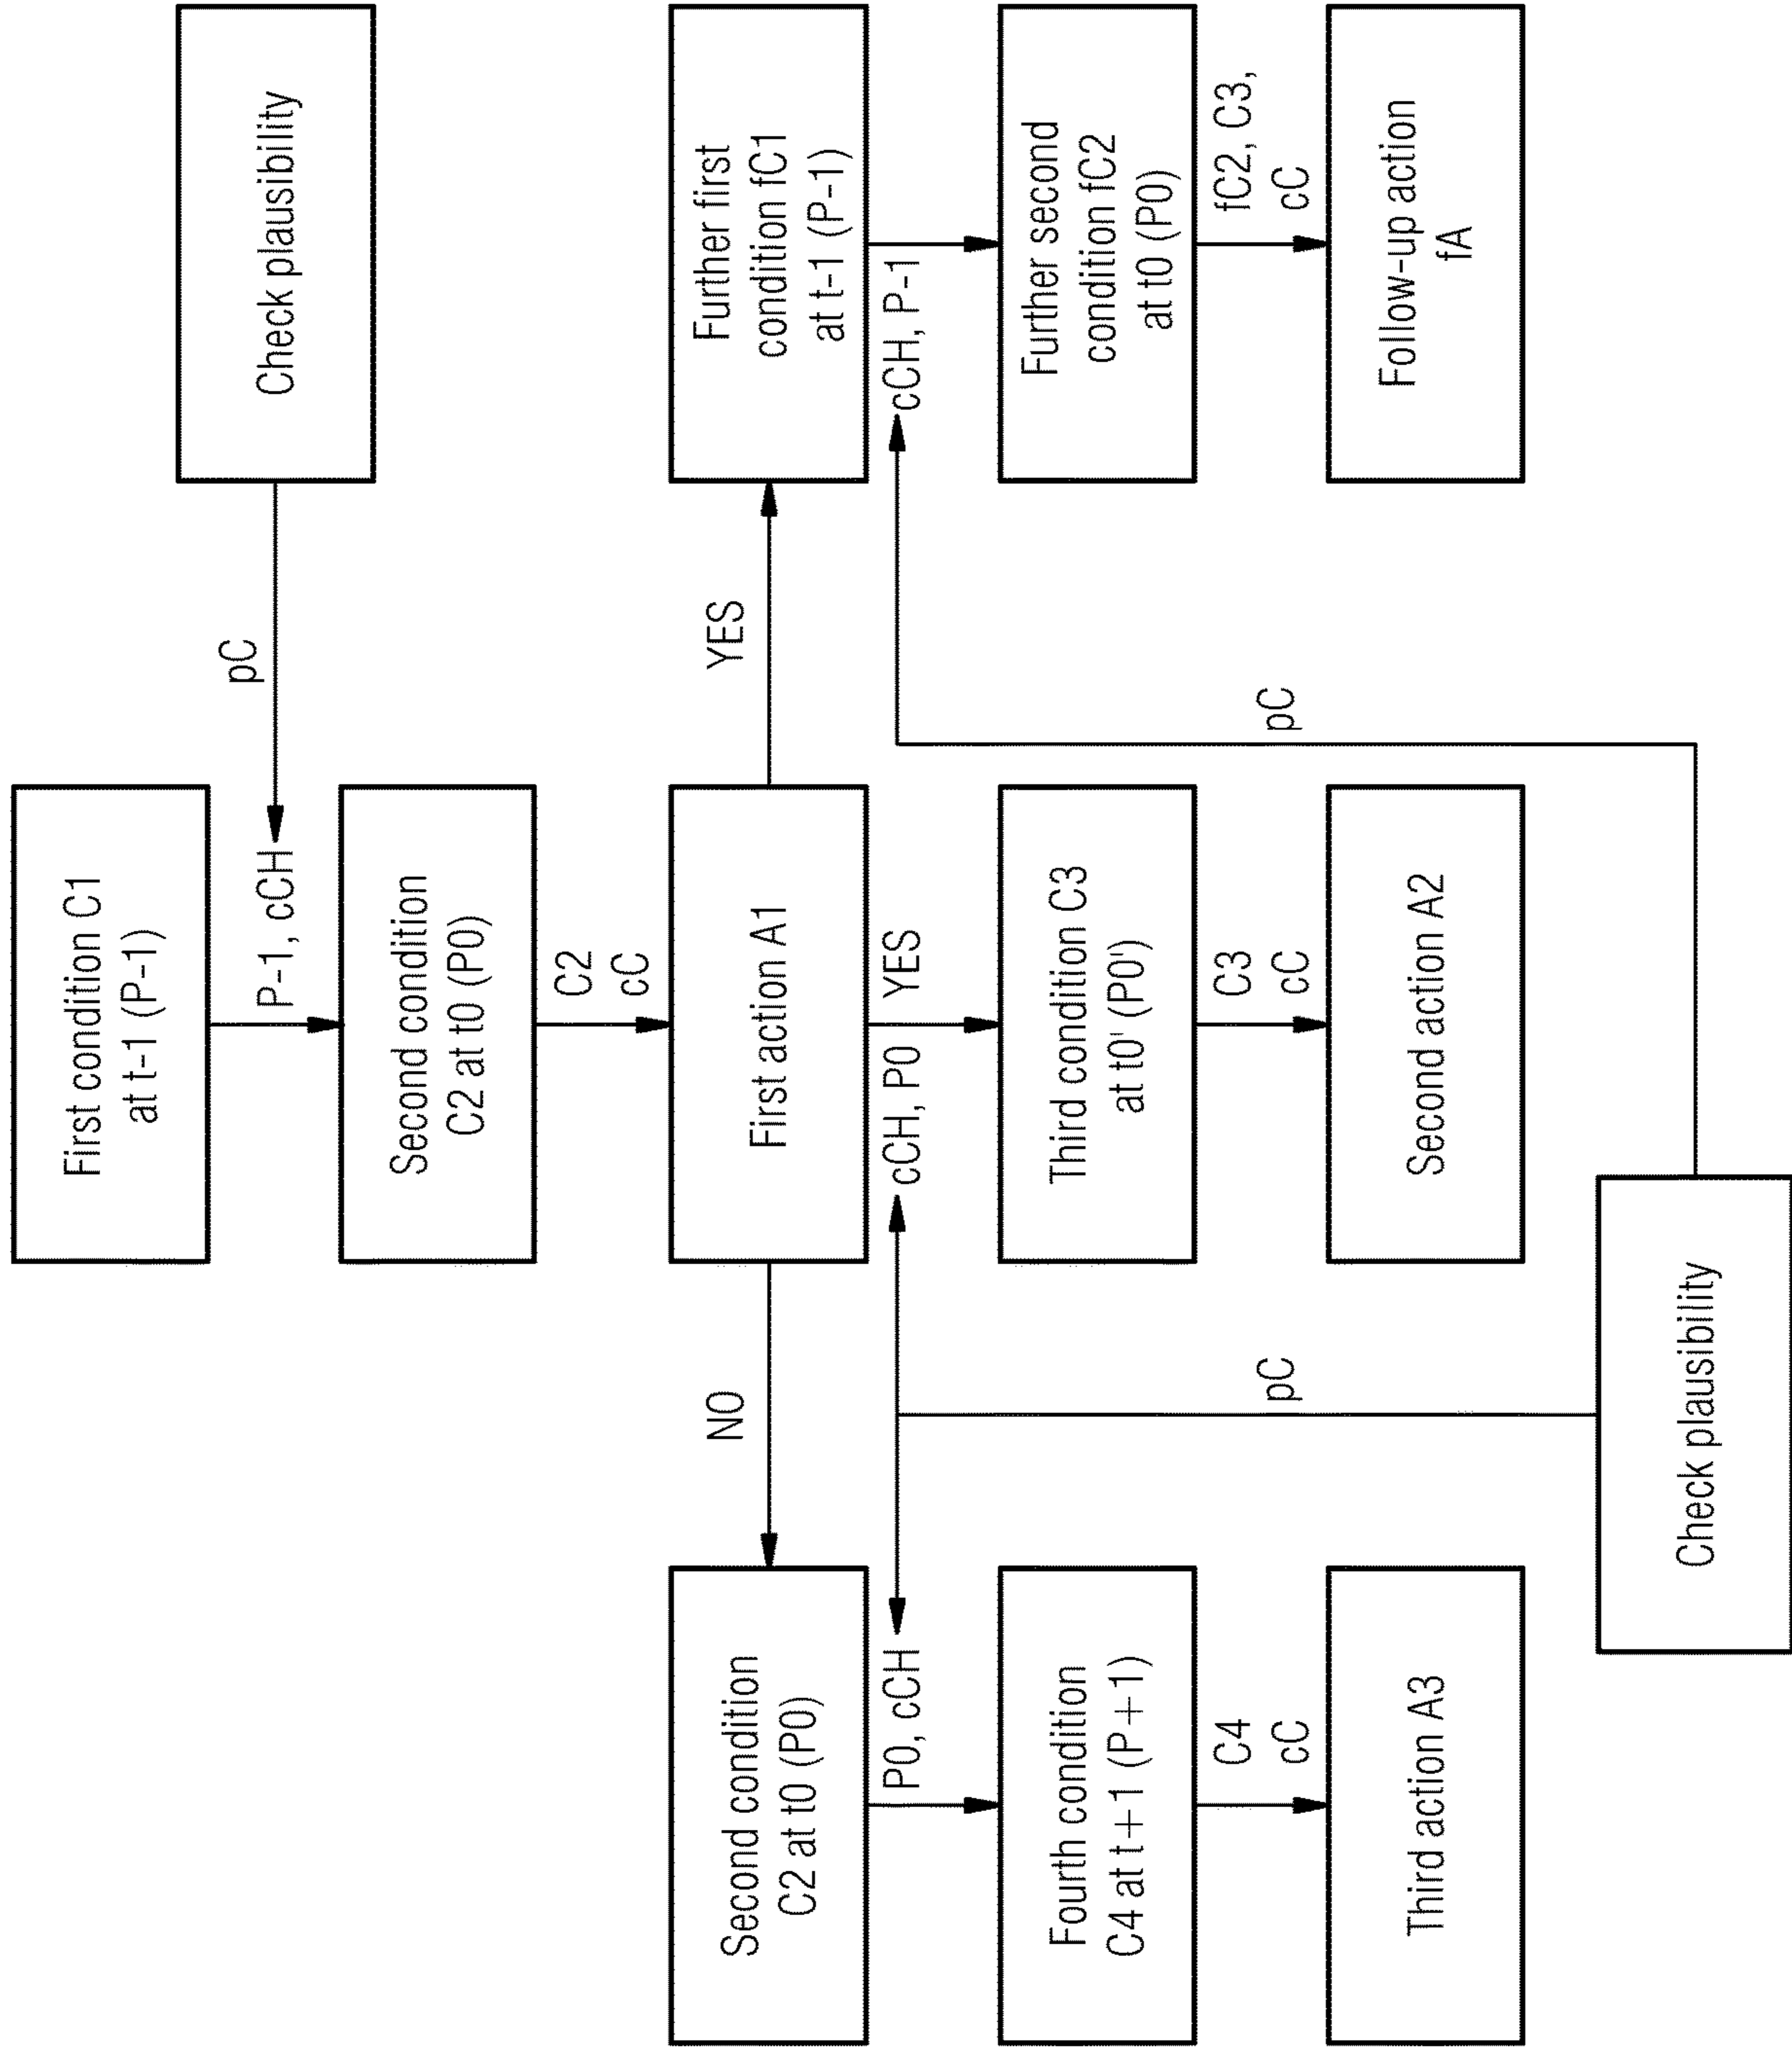 First condition C1
at t-1 (P-1)
Check plausibility
pC
P-1, cCH
Second condition
C2 at t0 (P0)
C2
cC
NO
First action A1
YES
Second condition
C2 at t0 (P0)
Further first
condition fC1
at t-1 (P-1)
P0, cCH
cCH, P0
YES
cCH, P-1
Fourth condition
C4 at t+1 (P+1)
Third condition C3
at t0' (P0')
Further second
condition fC2
at t0 (P0)
pC
pC
C4
cC
C3
cC
fC2, C3,
cC
Third action A3
Second action A2
Follow-up action
fA
Check plausibility